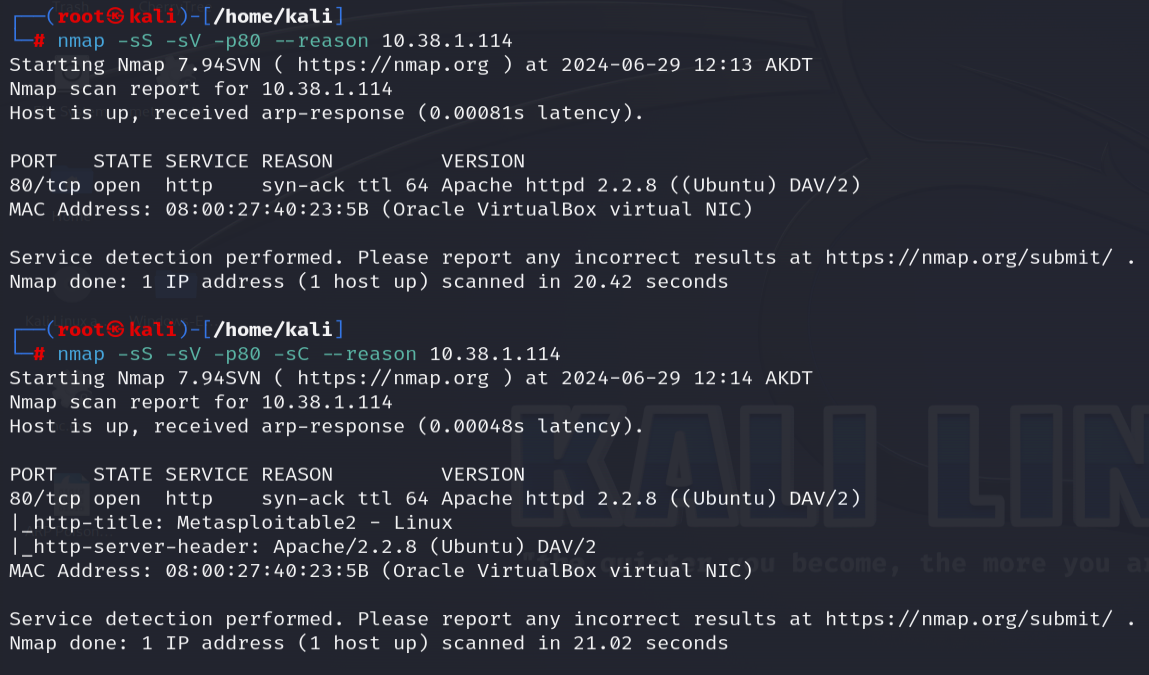 ┌──(root㉿kali)-[/home/kali]
└─# nmap -sS -sV -p80 --reason 10.38.1.114
Starting Nmap 7.94SVN ( https://nmap.org ) at 2024-06-29 12:13 AKDT
Nmap scan report for 10.38.1.114
Host is up, received arp-response (0.00081s latency).
PORT   STATE SERVICE REASON         VERSION
80/tcp open  http    syn-ack ttl 64 Apache httpd 2.2.8 ((Ubuntu) DAV/2)
MAC Address: 08:00:27:40:23:5B (Oracle VirtualBox virtual NIC)
Service detection performed. Please report any incorrect results at https://nmap.org/submit/ .
Nmap done: 1 IP address (1 host up) scanned in 20.42 seconds
┌──(root㉿kali)-[/home/kali]
└─# nmap -sS -sV -p80 -sC --reason 10.38.1.114
Starting Nmap 7.94SVN ( https://nmap.org ) at 2024-06-29 12:14 AKDT
Nmap scan report for 10.38.1.114
Host is up, received arp-response (0.00048s latency).
KALI LIN
PORT   STATE SERVICE REASON         VERSION
80/tcp open  http    syn-ack ttl 64 Apache httpd 2.2.8 ((Ubuntu) DAV/2)
|_http-title: Metasploitable2 - Linux
|_http-server-header: Apache/2.2.8 (Ubuntu) DAV/2
become, the more you
MAC Address: 08:00:27:40:23:5B (Oracle VirtualBox virtual NIC)
Service detection performed. Please report any incorrect results at https://nmap.org/submit/ .
Nmap done: 1 IP address (1 host up) scanned in 21.02 seconds